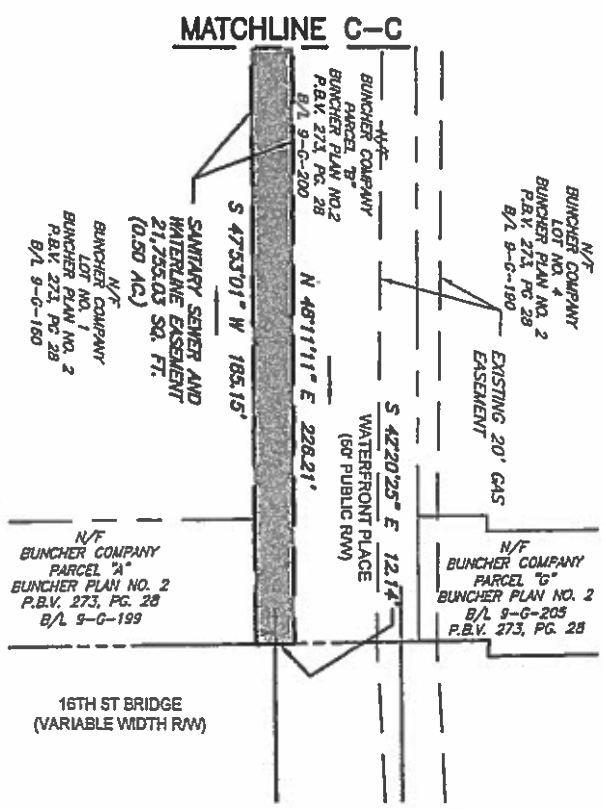 MATCHLINE C-C
N/F
BUNCHER COMPANY
LOT NO. 4
BUNCHER PLAN NO. 2
P.B.V. 273, PG 28
B/L 9-G-180
N/F
BUNCHER COMPANY
PARCEL "B"
BUNCHER PLAN NO.2
P.B.V. 273, PG. 28
B/L 9-G-200
EXISTING 20' GAS
EASEMENT
S 42°20'25" E 12.14'
WATERFRONT PLACE
(60' PUBLIC R/W)
N 48°11'11" E 228.21'
S 47°53'01" W 185.15'
SANITARY SEWER AND
WATERLINE EASEMENT
21,755.03 SQ. FT.
(0.50 AC.)
N/F
BUNCHER COMPANY
LOT NO. 1
BUNCHER PLAN NO. 2
P.B.V. 273, PG 28
B/L 9-G-160
N/F
BUNCHER COMPANY
PARCEL "A"
BUNCHER PLAN NO. 2
P.B.V. 273, PG. 28
B/L 9-G-199
N/F
BUNCHER COMPANY
PARCEL "G"
BUNCHER PLAN NO. 2
B/L 9-G-205
P.B.V. 273, PG. 28
16TH ST BRIDGE
(VARIABLE WIDTH R/W)